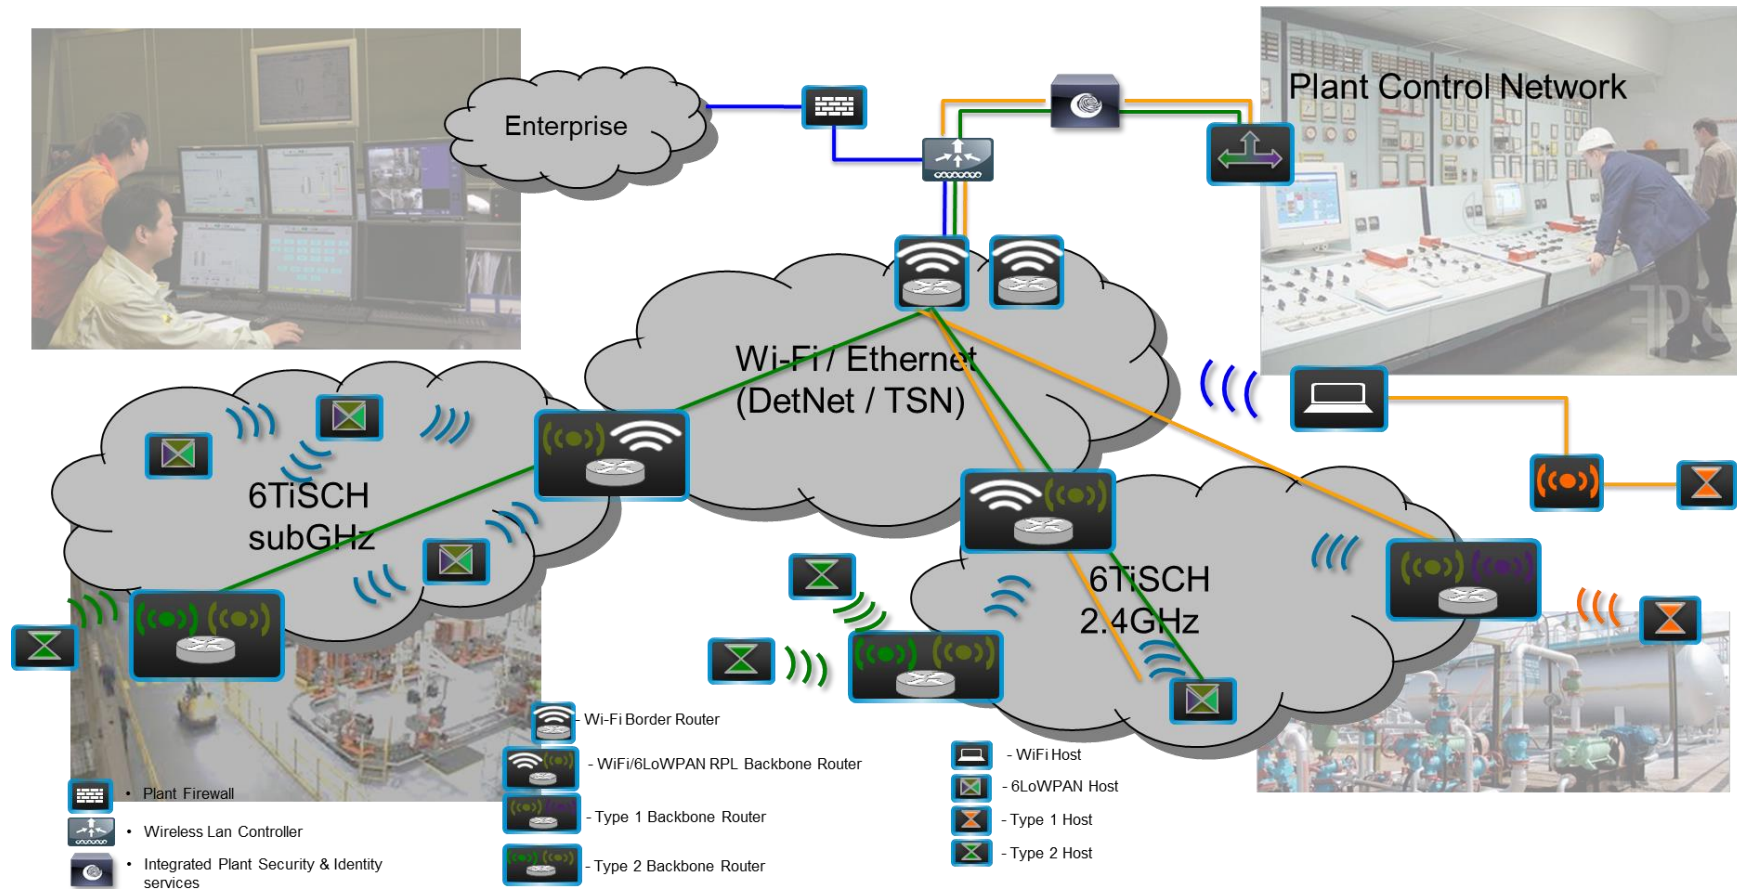 Plant Control Network
Enterprise
Wi-Fi / Ethernet
(DetNet / TSN)
6TiSCH
subGHz
6TiSCH
2.4GHz
- Wi-Fi Border Router
- WiFi/6LoWPAN RPL Backbone Router
- Type 1 Backbone Router
- Type 2 Backbone Router
- WiFi Host
- 6LoWPAN Host
- Type 1 Host
- Type 2 Host
• Plant Firewall
• Wireless Lan Controller
• Integrated Plant Security & Identity
services